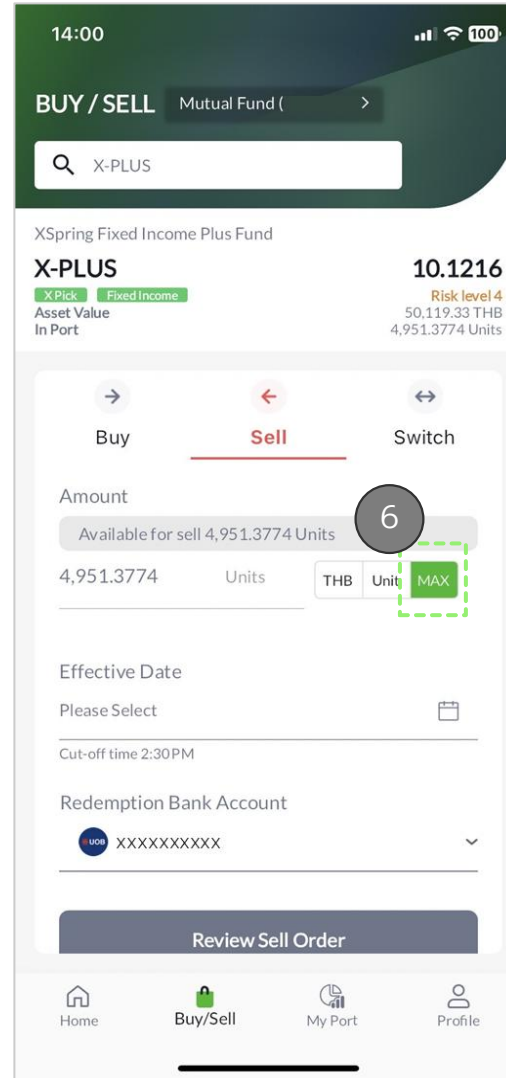 14:00 100
BUY / SELL Mutual Fund ( >
X-PLUS
XSpring Fixed Income Plus Fund
X-PLUS 10.1216
X Pick Fixed Income Risk level 4
Asset Value 50,119.33 THB
In Port 4,951.3774 Units
Buy Sell Switch
Amount
6
Available for sell 4,951.3774 Units
4,951.3774 Units THB Unit MAX
Effective Date
Please Select
Cut-off time 2:30PM
Redemption Bank Account
UOB XXXXXXXXXX
Review Sell Order
Home Buy/Sell My Port Profile